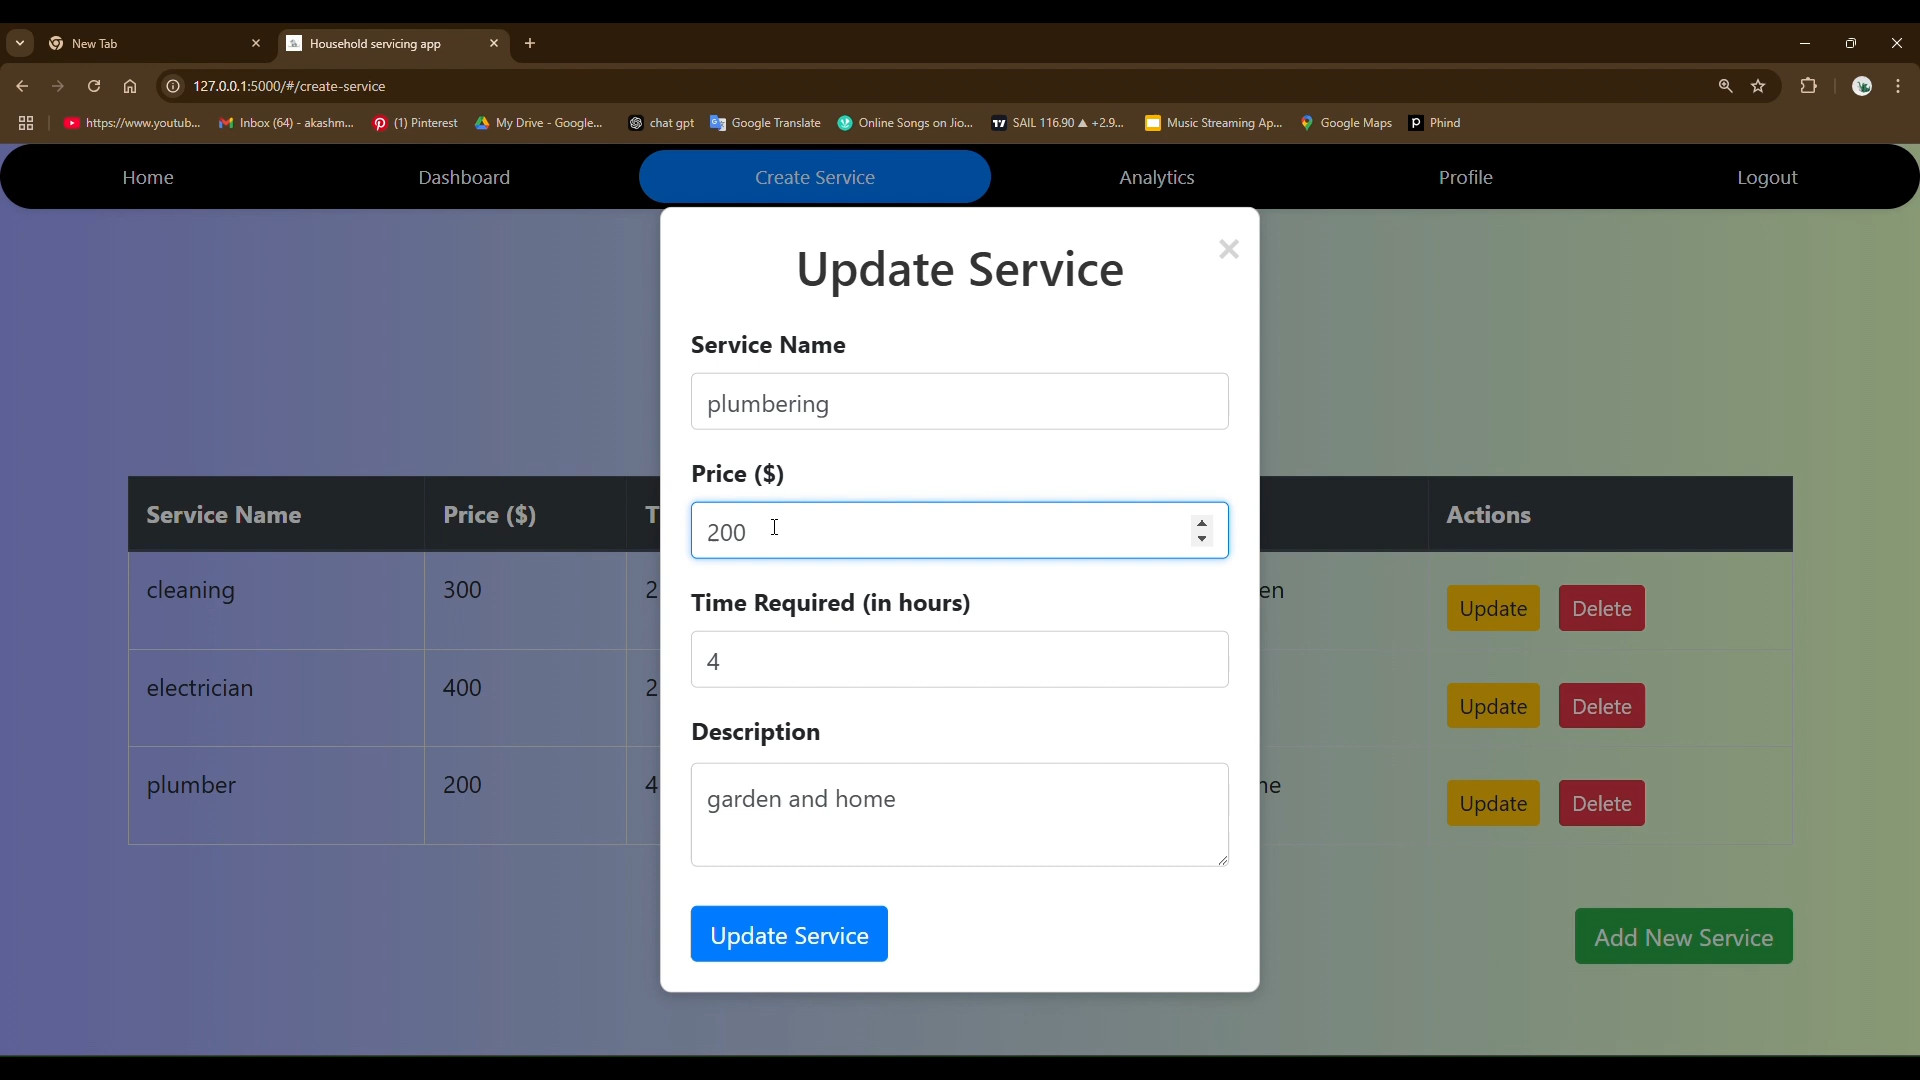 New Tab
Household servicing app
127.0.0.1:5000/#/create-service
https://www.youtub... Inbox (64) - akashm... (1) Pinterest My Drive - Google... chat gpt Google Translate Online Songs on Jio... SAIL 116.90 ▲ +2.9... Music Streaming Ap... Google Maps Phind
Home Dashboard Create Service Analytics Profile Logout
Update Service ×
Service Name
plumbering
Price ($)
200
Time Required (in hours)
4
Description
garden and home
Update Service
Service Name Price ($) T Actions
cleaning 300 2 en Update Delete
electrician 400 2 Update Delete
plumber 200 4 ne Update Delete
Add New Service